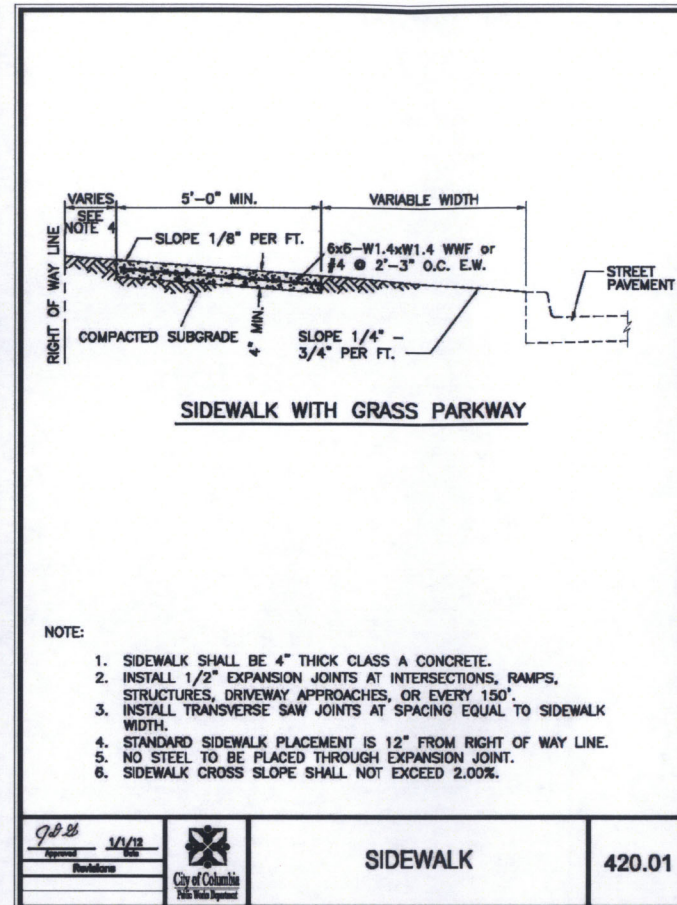 VARIES
SEE
NOTE 4
5'-0" MIN.
VARIABLE WIDTH
RIGHT OF WAY LINE
SLOPE 1/8" PER FT.
6x6-W1.4xW1.4 WWF or
#4 @ 2'-3" O.C. E.W.
STREET
PAVEMENT
COMPACTED SUBGRADE
4" MIN.
SLOPE 1/4" -
3/4" PER FT.
SIDEWALK WITH GRASS PARKWAY
NOTE:
1. SIDEWALK SHALL BE 4" THICK CLASS A CONCRETE.
2. INSTALL 1/2" EXPANSION JOINTS AT INTERSECTIONS, RAMPS,
STRUCTURES, DRIVEWAY APPROACHES, OR EVERY 150'.
3. INSTALL TRANSVERSE SAW JOINTS AT SPACING EQUAL TO SIDEWALK
WIDTH.
4. STANDARD SIDEWALK PLACEMENT IS 12" FROM RIGHT OF WAY LINE.
5. NO STEEL TO BE PLACED THROUGH EXPANSION JOINT.
6. SIDEWALK CROSS SLOPE SHALL NOT EXCEED 2.00%.
1/1/12
Approved Date
Revisions
City of Columbia
Public Works Department
SIDEWALK
420.01